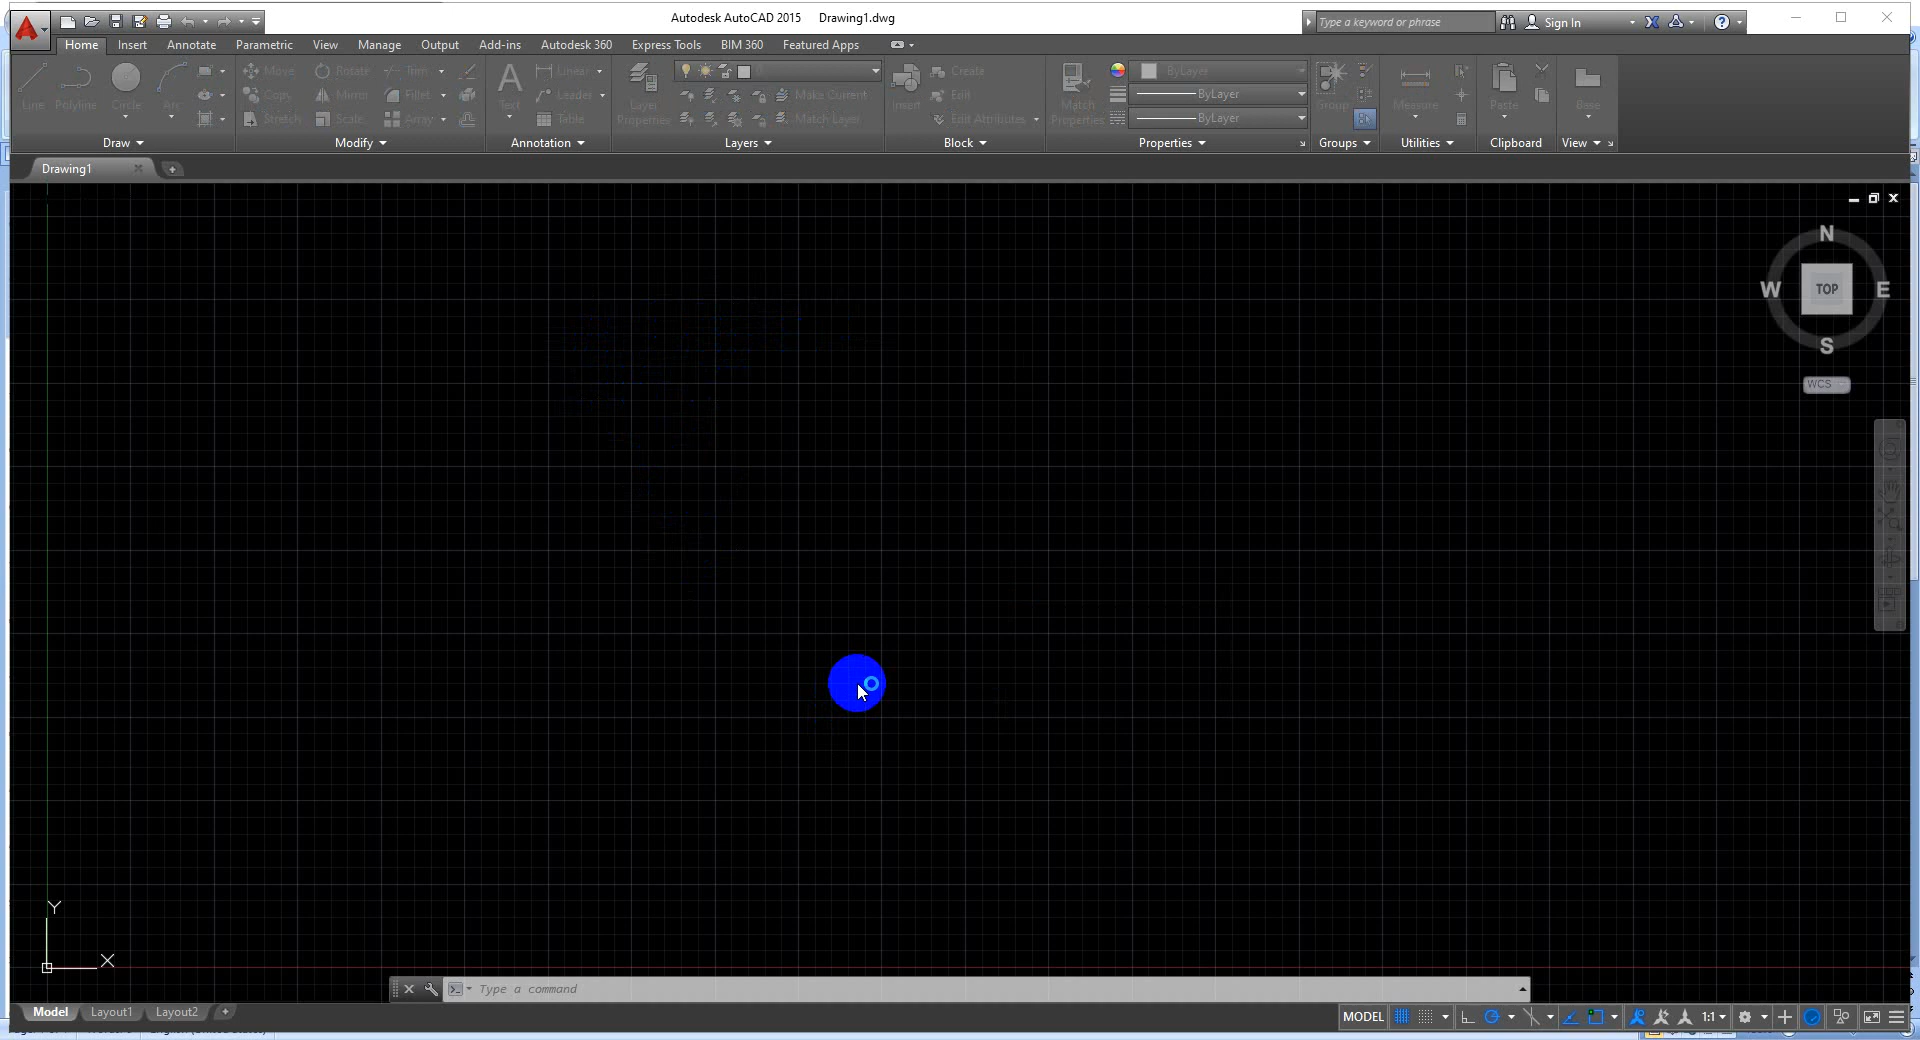 Autodesk AutoCAD 2015 Drawing1.dwg
Type a keyword or phrase
Sign In
Home Insert Annotate Parametric View Manage Output Add-ins Autodesk 360 Express Tools BIM 360 Featured Apps
Line Polyline Circle Arc
Move Rotate Trim
Copy Mirror Fillet
Stretch Scale Array
Text Linear
Leader
Table
Layer Properties
Make Current
Match Layer
Insert Create
Edit
Edit Attributes
Match Properties
ByLayer
ByLayer
ByLayer
Group
Measure
Paste
Base
Draw Modify Annotation Layers Block Properties Groups Utilities Clipboard View
Drawing1
N
W TOP E
S
WCS
Y
X
Type a command
Model Layout1 Layout2
MODEL 1:1